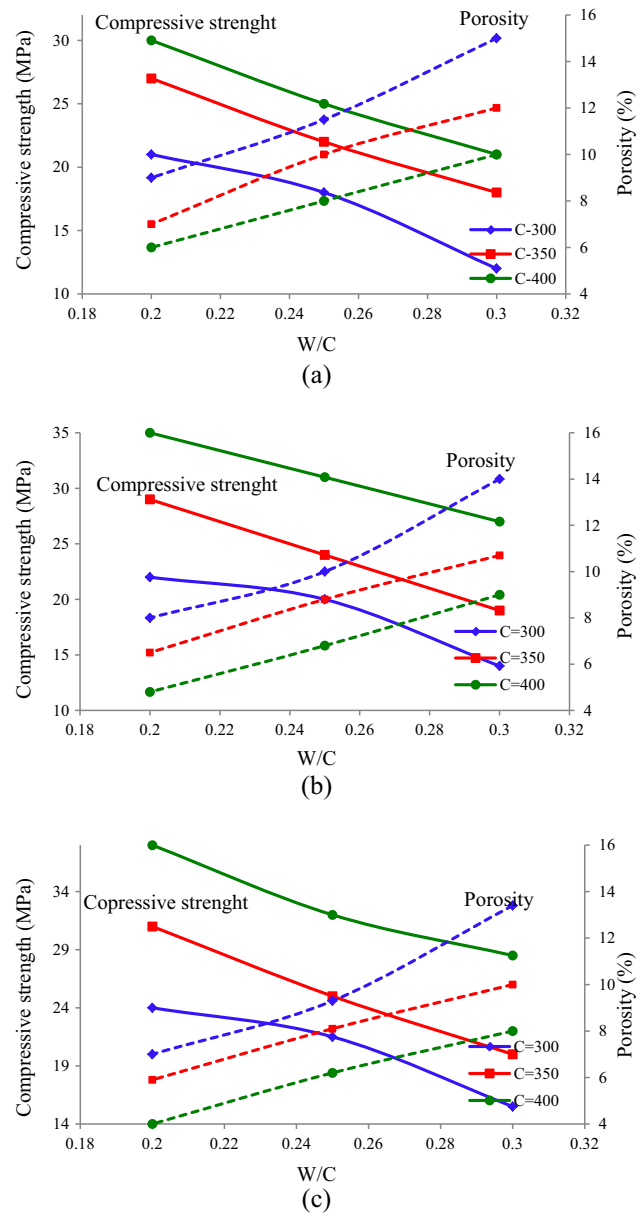 Compressive strenght
Porosity
Compressive strength (MPa)
30
25
20
15
10
16
14
12
10
8
6
4
Porosity (%)
C-300
C-350
C-400
0.18 0.2 0.22 0.24 0.26 0.28 0.3 0.32
W/C
(a)
Porosity
Compressive strenght
Compressive strength (MPa)
35
30
25
20
15
10
16
14
12
10
8
6
4
Porosity (%)
C=300
C=350
C=400
0.18 0.2 0.22 0.24 0.26 0.28 0.3 0.32
W/C
(b)
Copressive strenght
Porosity
Compressive strength (MPa)
34
29
24
19
14
16
14
12
10
8
6
4
Porosity (%)
C=300
C=350
C=400
0.18 0.2 0.22 0.24 0.26 0.28 0.3 0.32
W/C
(c)